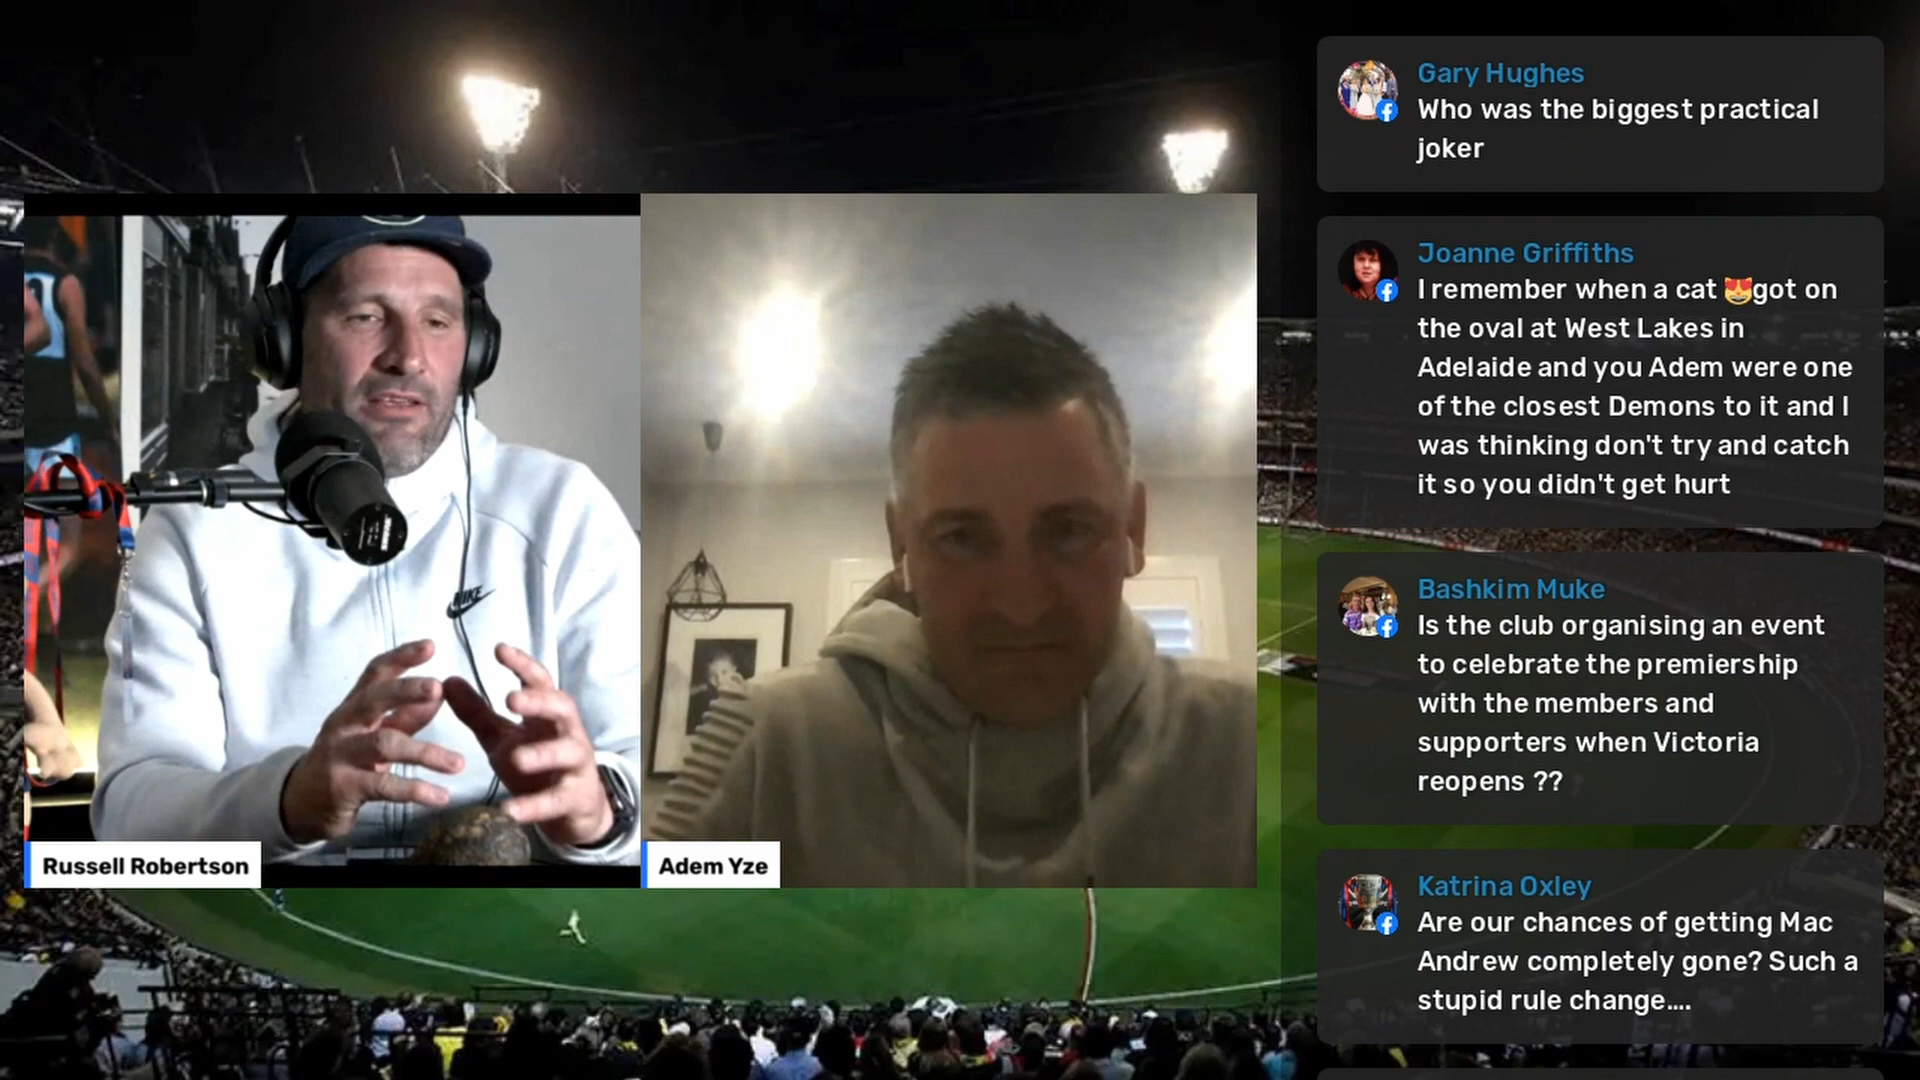 Gary Hughes
Who was the biggest practical
joker
Joanne Griffiths
I remember when a cat 😻got on
the oval at West Lakes in
Adelaide and you Adem were one
of the closest Demons to it and I
was thinking don't try and catch
it so you didn't get hurt
Bashkim Muke
Is the club organising an event
to celebrate the premiership
with the members and
supporters when Victoria
reopens ??
Katrina Oxley
Are our chances of getting Mac
Andrew completely gone? Such a
stupid rule change....
NIKE
Russell Robertson
Adem Yze